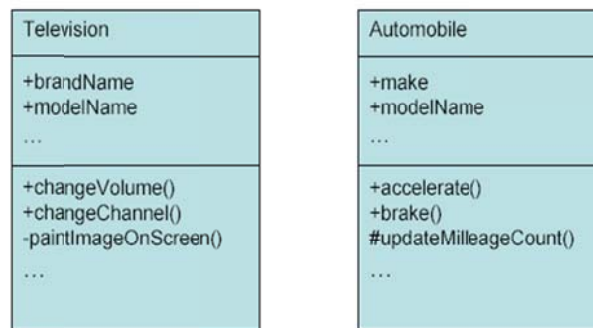 Television
+brandName
+modelName
...
+changeVolume()
+changeChannel()
-paintImageOnScreen()
...
Automobile
+make
+modelName
...
+accelerate()
+brake()
#updateMilleageCount()
...